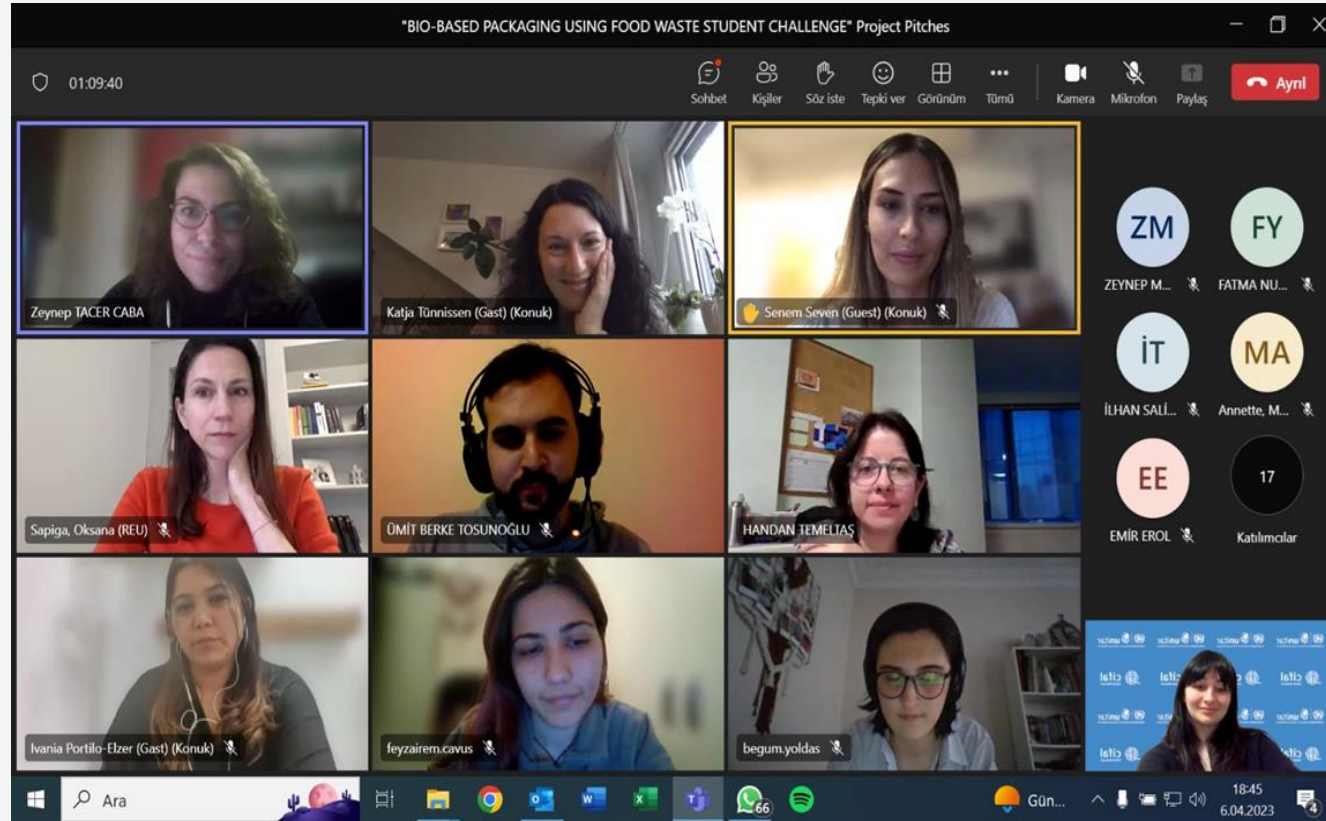 "BIO-BASED PACKAGING USING FOOD WASTE STUDENT CHALLENGE" Project Pitches
01:09:40
Sohbet Kişiler Söz iste Tepki ver Görünüm Tümü Kamera Mikrofon Paylaş Ayrıl
Zeynep TACER CABA
Katja Tünnissen (Gast) (Konuk)
Senem Seven (Guest) (Konuk)
ZM FY
ZEYNEP M... FATMA NU...
İT MA
İLHAN SALİ... Annette, M...
EE 17
EMİR EROL Katılımcılar
Sapiga, Oksana (REU)
ÜMİT BERKE TOSUNOĞLU
HANDAN TEMELTAŞ
Ivania Portilo-Elzer (Gast) (Konuk)
feyzairem.cavus
begum.yoldas
unitar cifal
Ara
66
Gün...
18:45
6.04.2023
4